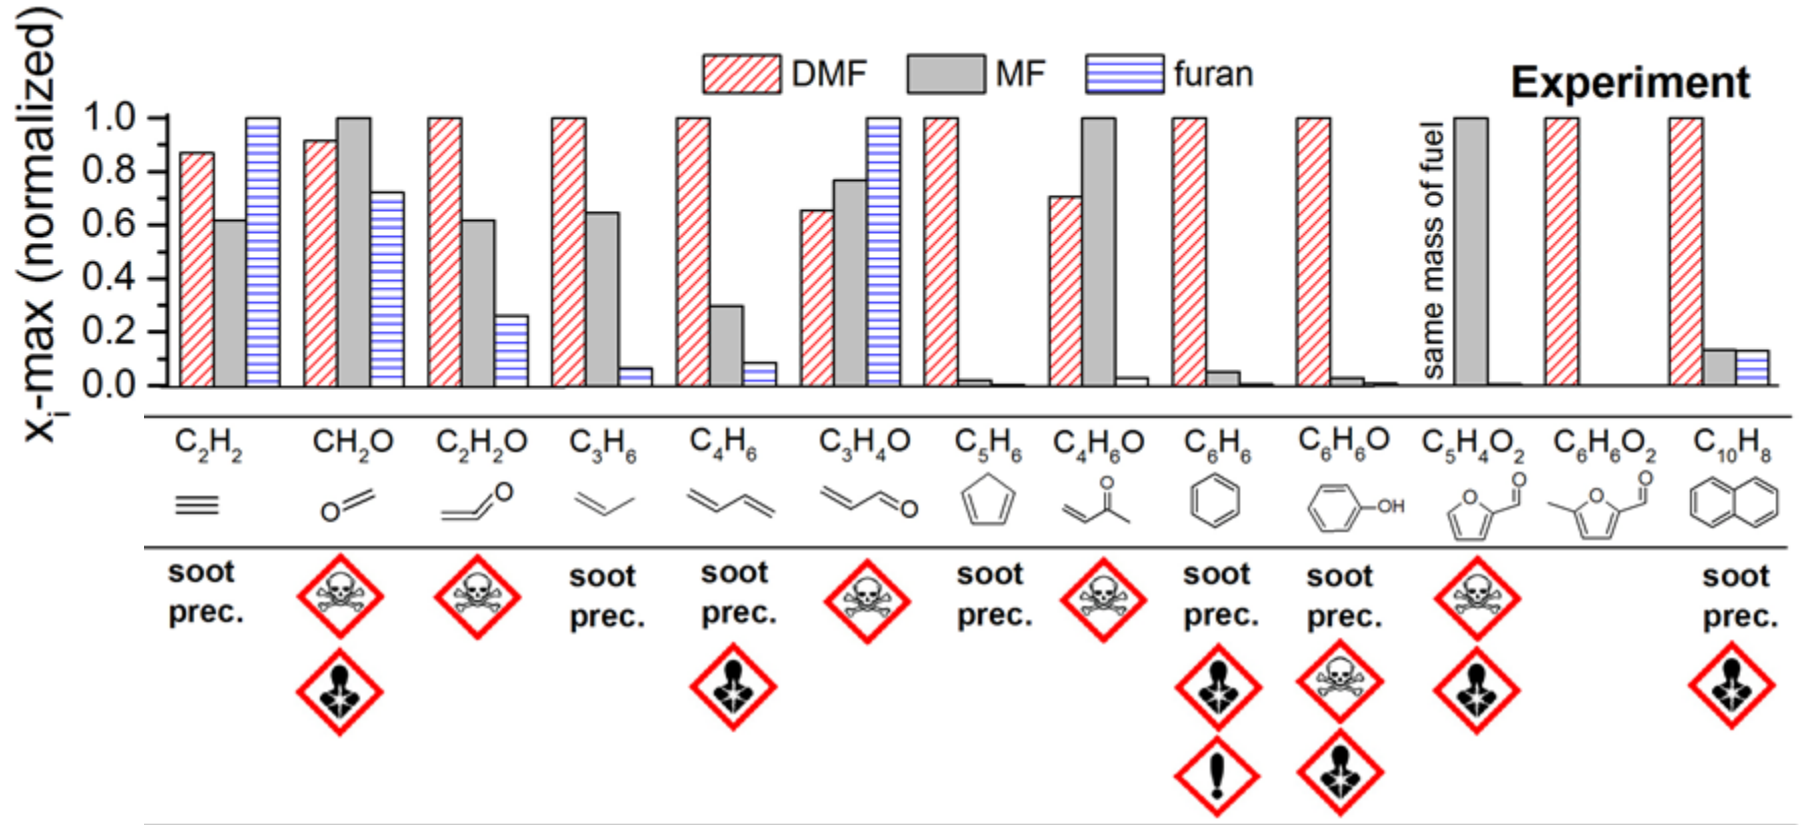 DMF MF furan
Experiment
xᵢ-max (normalized)
1.0
0.8
0.6
0.4
0.2
0.0
same mass of fuel
C₂H₂ CH₂O C₂H₂O C₃H₆ C₄H₆ C₃H₄O C₅H₆ C₄H₆O C₆H₆ C₆H₆O C₅H₄O₂ C₆H₆O₂ C₁₀H₈
O O O O OH O O O O
soot soot soot soot soot soot soot
prec. prec. prec. prec. prec. prec. prec.
!